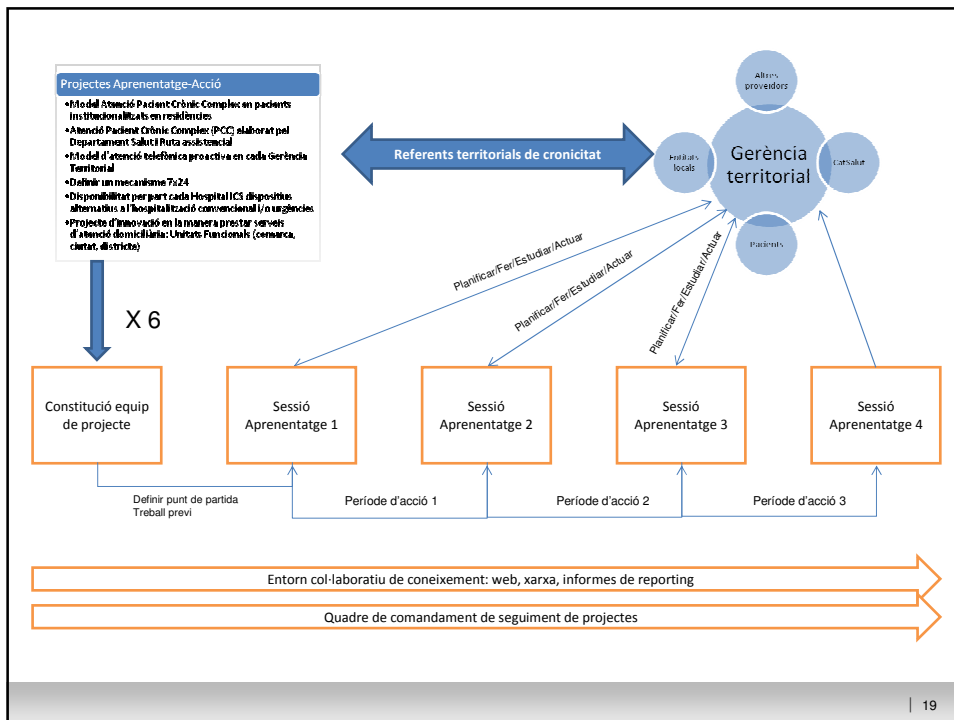 Projectes Aprenentatge-Acció
•Model Atenció Pacient Crònic Complex en pacients
institucionalitzats en residències
•Atenció Pacient Crònic Complex (PCC) elaborat pel
Departament Salut i Ruta assistencial
•Model d'atenció telefònica proactiva en cada Gerència
Territorial
•Definir un mecanisme 7x24
•Disponibilitat per part cada Hospital ICS dispositius
alternatius a l'hospitalització convencional i/o urgències
•Projecte d'innovació en la manera prestar serveis
d'atenció domiciliària: Unitats Funcionals (comarca,
ciutat, districte)
Referents territorials de cronicitat
Altres
proveïdors
Entitats
locals
Gerència
territorial
CatSalut
Pacients
X 6
Planificar/Fer/Estudiar/Actuar
Planificar/Fer/Estudiar/Actuar
Planificar/Fer/Estudiar/Actuar
Constitució equip
de projecte
Sessió
Aprenentatge 1
Sessió
Aprenentatge 2
Sessió
Aprenentatge 3
Sessió
Aprenentatge 4
Definir punt de partida
Treball previ
Període d'acció 1
Període d'acció 2
Període d'acció 3
Entorn col·laboratiu de coneixement: web, xarxa, informes de reporting
Quadre de comandament de seguiment de projectes
| 19